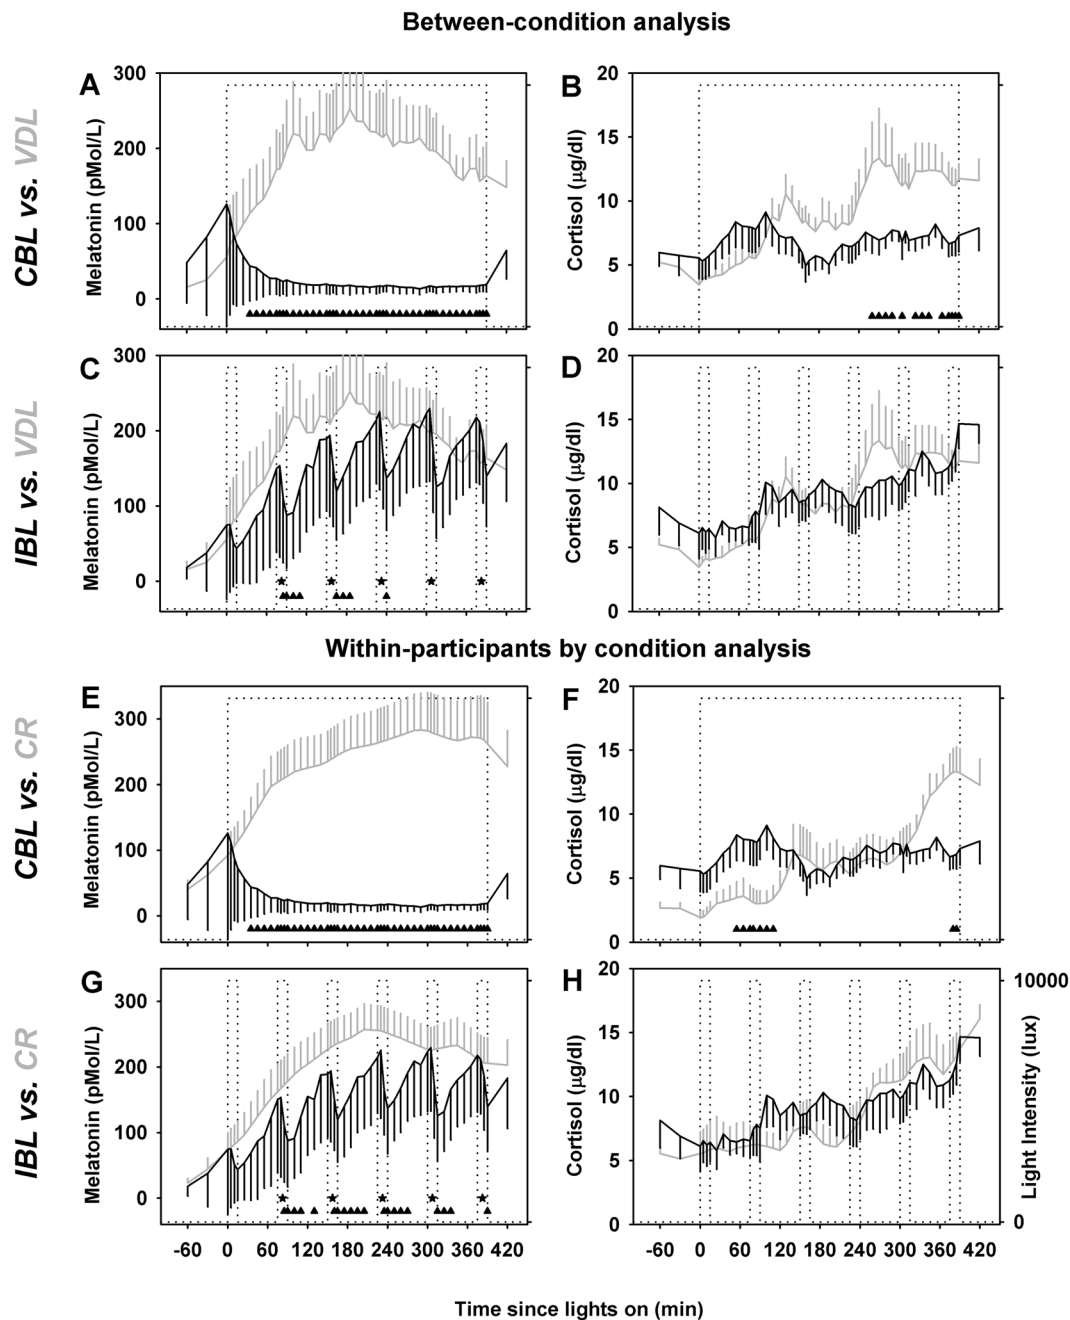 Between-condition analysis
CBL vs. VDL
A
Melatonin (pMol/L)
300
200
100
0
B
Cortisol (µg/dl)
20
15
10
5
0
IBL vs. VDL
C
Melatonin (pMol/L)
300
200
100
0
D
Cortisol (µg/dl)
20
15
10
5
0
Within-participants by condition analysis
CBL vs. CR
E
Melatonin (pMol/L)
300
200
100
0
F
Cortisol (µg/dl)
20
15
10
5
0
IBL vs. CR
G
Melatonin (pMol/L)
300
200
100
0
-60 0 60 120 180 240 300 360 420
H
Cortisol (µg/dl)
20
15
10
5
0
-60 0 60 120 180 240 300 360 420
10000
Light Intensity (lux)
0
Time since lights on (min)